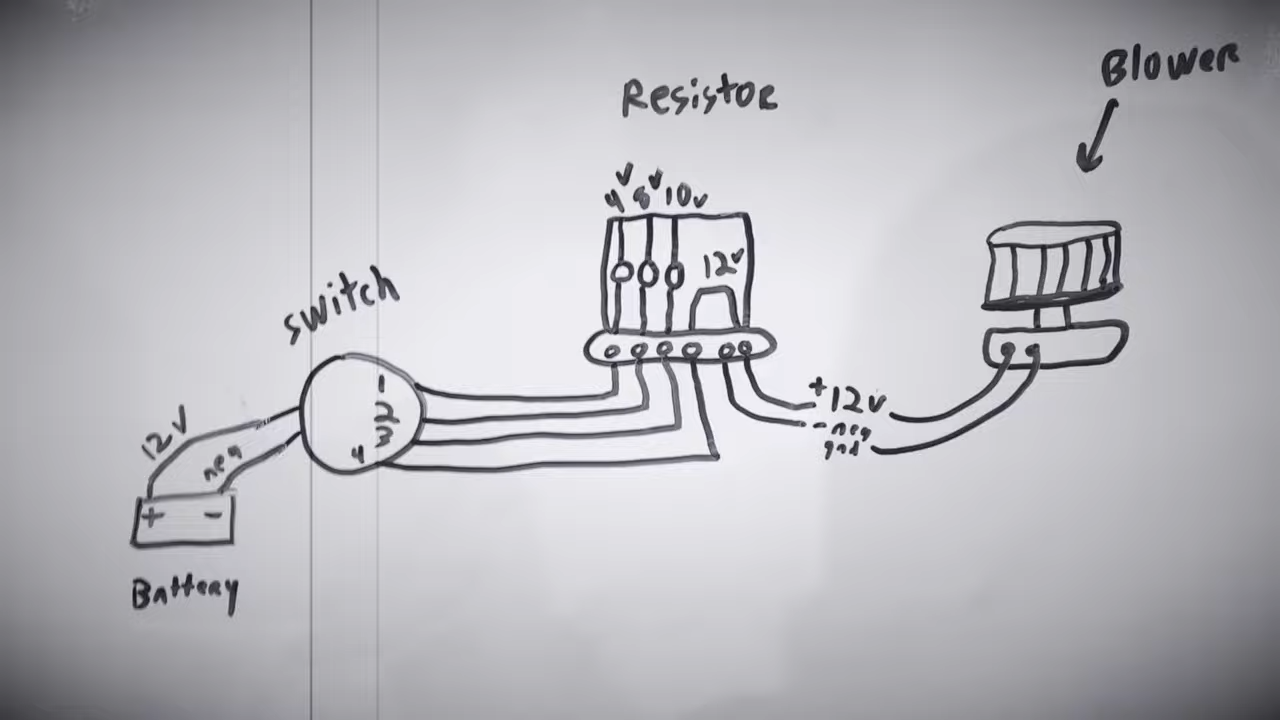 Blower
Resistor
4v 8v 10v
12v
switch
1
2
3
4
12v
neg
+ -
Battery
+12v
-neg
gnd